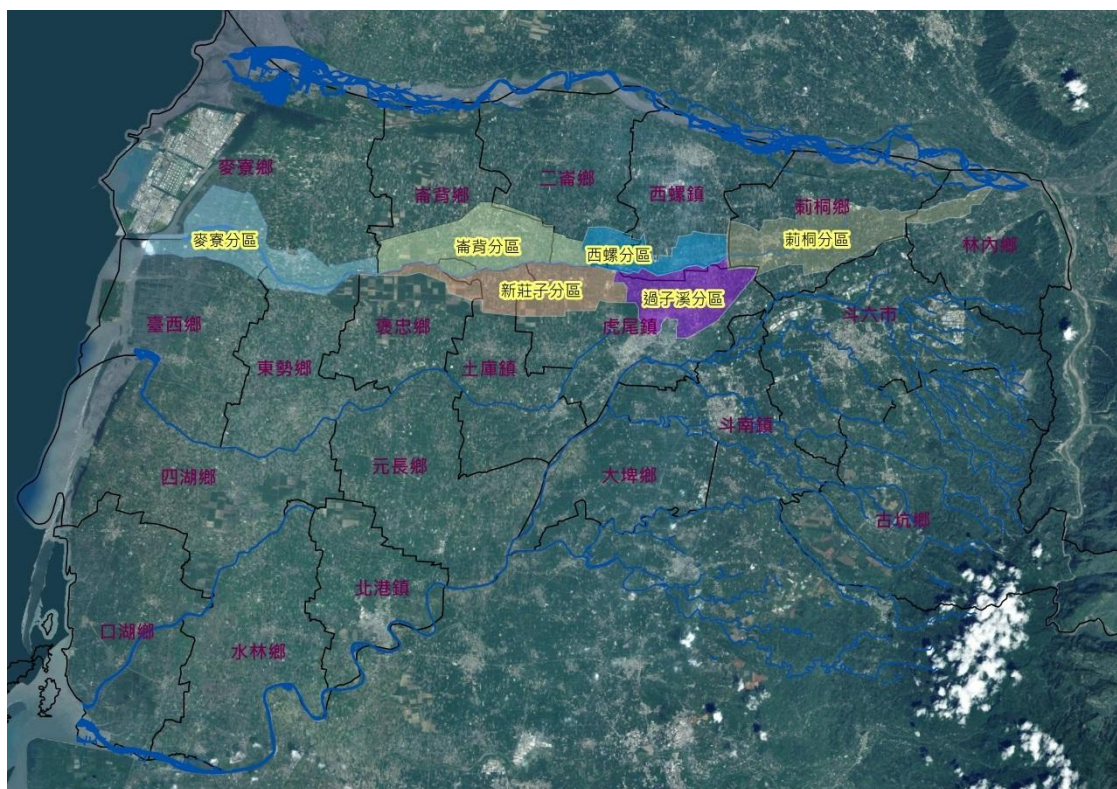 麥寮鄉
崙背鄉
二崙鄉
西螺鎮
莿桐鄉
林內鄉
麥寮分區
崙背分區
西螺分區
莿桐分區
新莊子分區
過子溪分區
臺西鄉
東勢鄉
褒忠鄉
土庫鎮
虎尾鎮
斗六市
四湖鄉
元長鄉
大埤鄉
斗南鎮
古坑鄉
口湖鄉
水林鄉
北港鎮